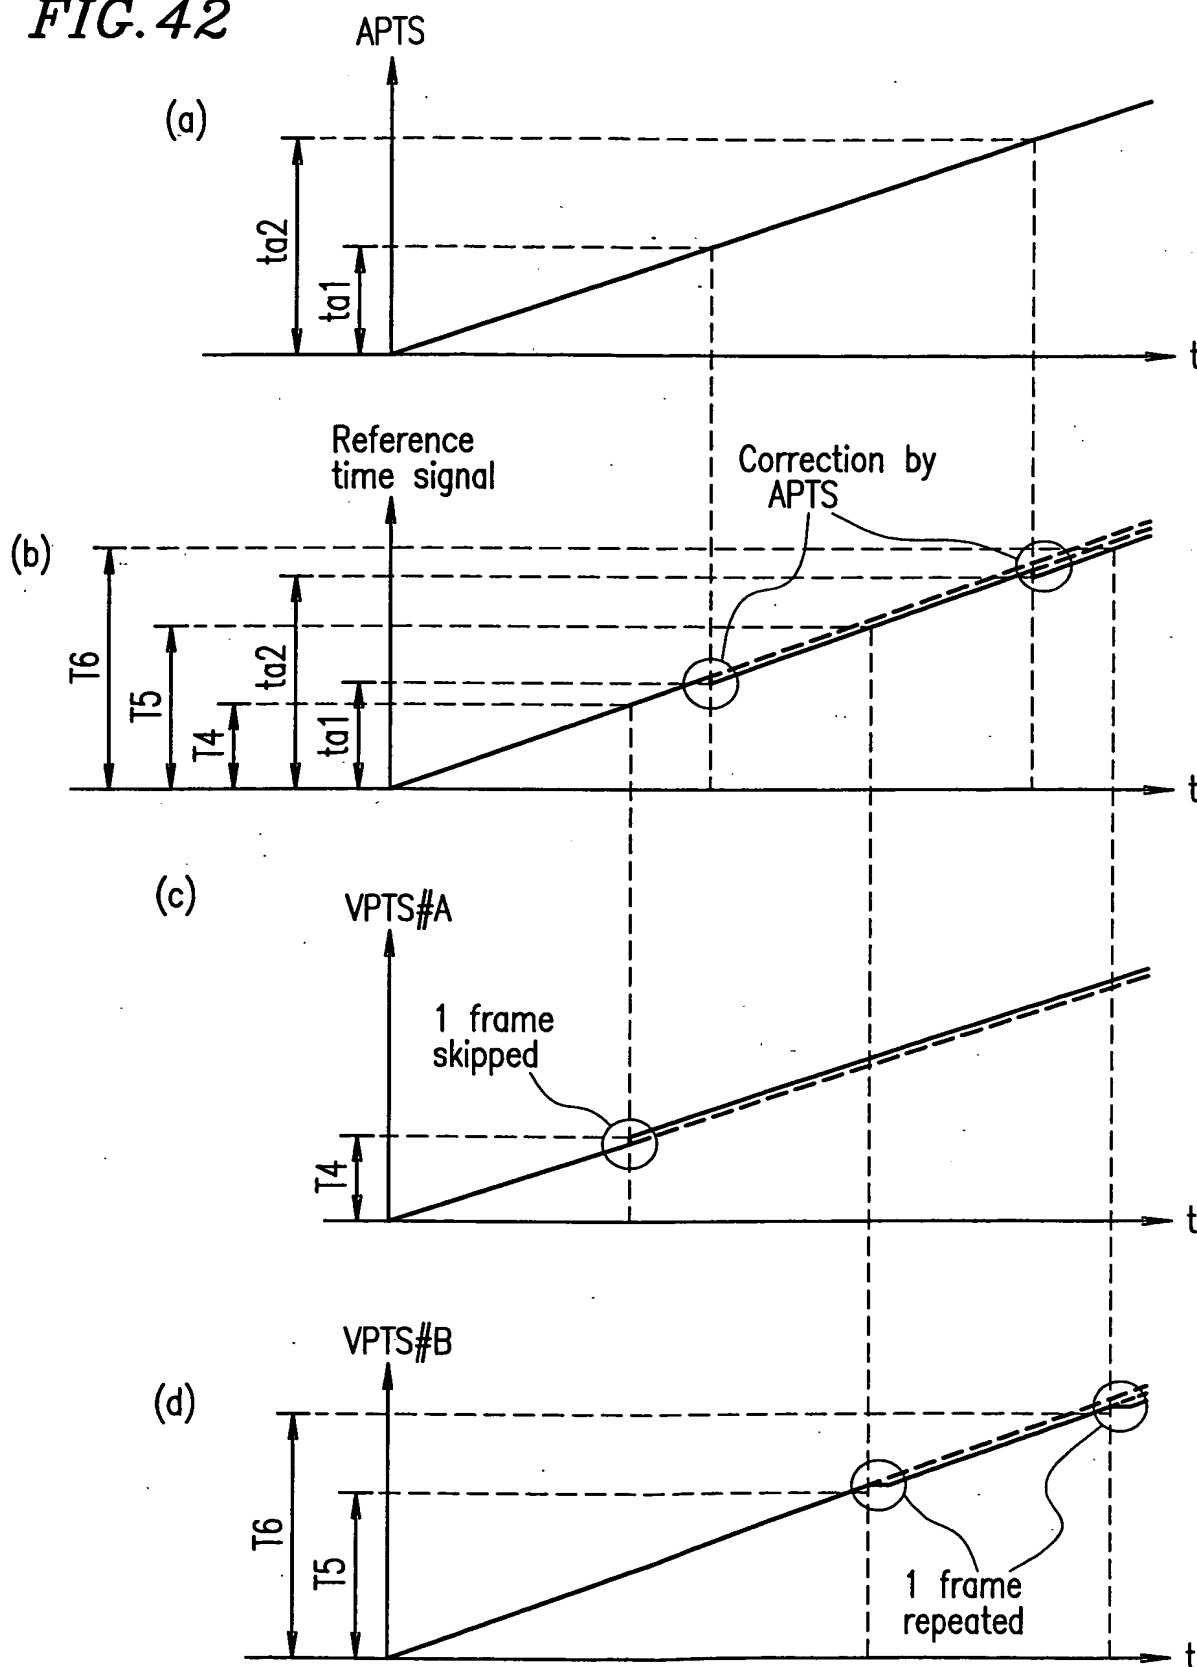 FIG. 42
APTS
(a)
ta2
ta1
t
Reference
time signal
Correction by
APTS
(b)
T6
T5
T4
ta2
ta1
t
(c)
VPTS#A
1 frame
skipped
T4
t
VPTS#B
(d)
T6
T5
1 frame
repeated
t